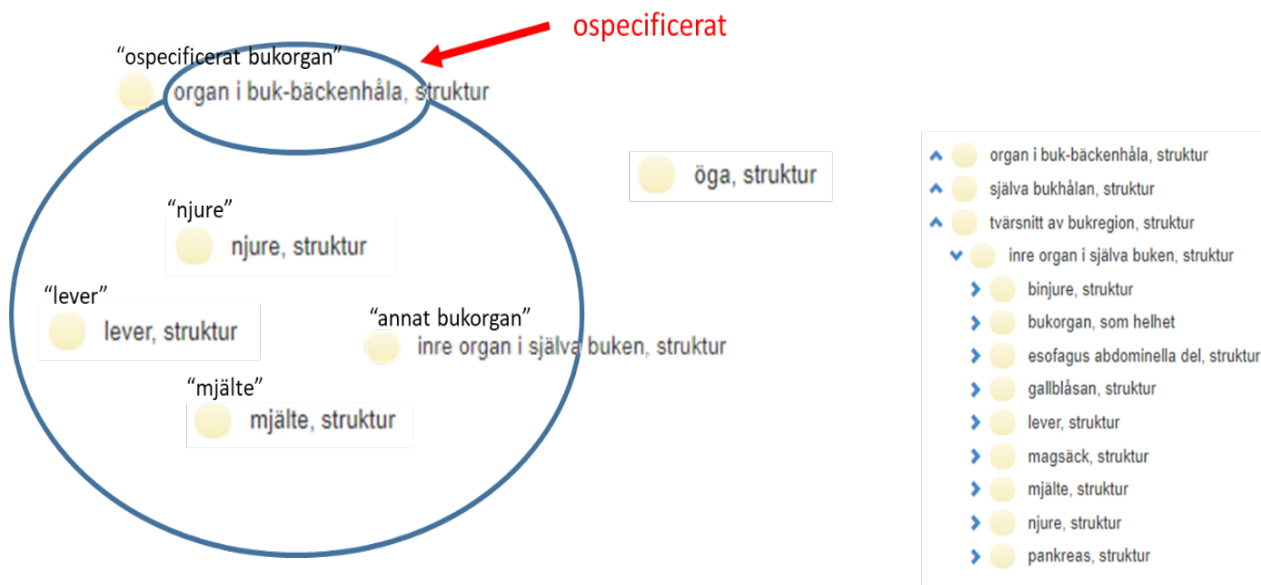 ospecificerat
“ospecificerat bukorgan”
organ i buk-bäckenhåla, struktur
öga, struktur
“njure”
njure, struktur
“lever”
lever, struktur
“annat bukorgan”
inre organ i själva buken, struktur
“mjälte”
mjälte, struktur
organ i buk-bäckenhåla, struktur
själva bukhålan, struktur
tvärsnitt av bukregion, struktur
inre organ i själva buken, struktur
binjure, struktur
bukorgan, som helhet
esofagus abdominella del, struktur
gallblåsan, struktur
lever, struktur
magsäck, struktur
mjälte, struktur
njure, struktur
pankreas, struktur